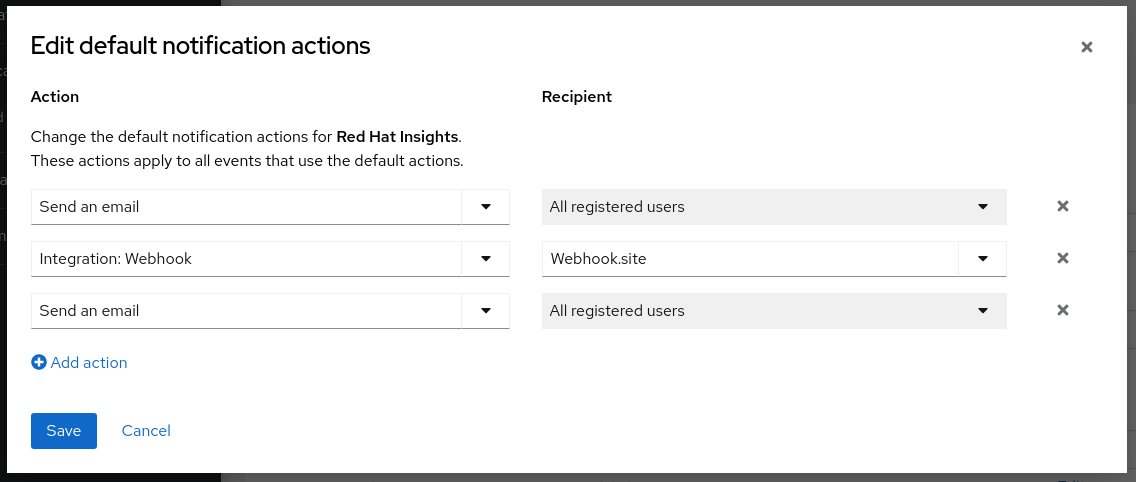 Edit default notification actions
Action
Recipient
Change the default notification actions for Red Hat Insights.
These actions apply to all events that use the default actions.
Send an email
All registered users
Integration: Webhook
Webhook.site
Send an email
All registered users
Add action
Save
Cancel